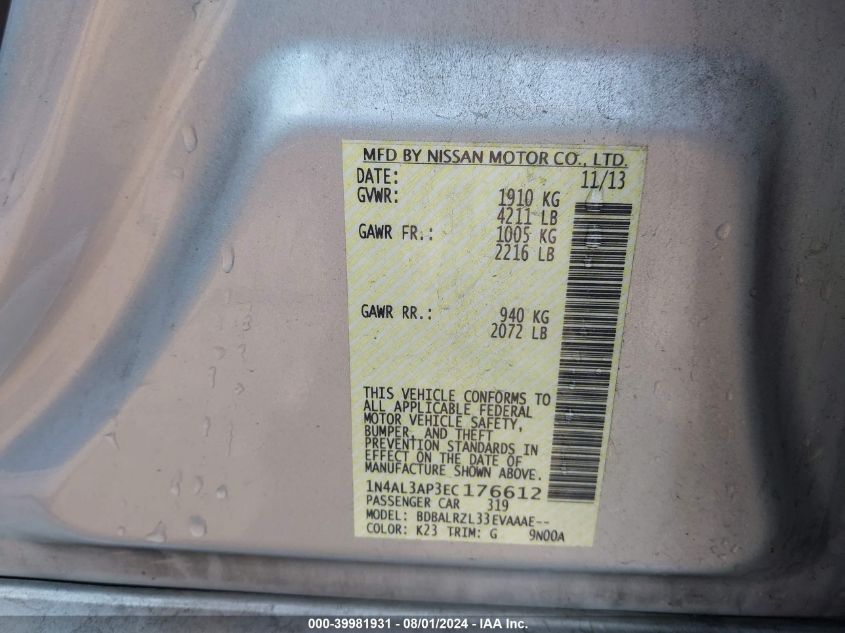 MFD BY NISSAN MOTOR CO., LTD.
DATE: 11/13
GVWR: 1910 KG
4211 LB
GAWR FR.: 1005 KG
2216 LB
GAWR RR.: 940 KG
2072 LB
THIS VEHICLE CONFORMS TO
ALL APPLICABLE FEDERAL
MOTOR VEHICLE SAFETY,
BUMPER, AND THEFT
PREVENTION STANDARDS IN
EFFECT ON THE DATE OF
MANUFACTURE SHOWN ABOVE.
1N4AL3AP3EC176612
PASSENGER CAR 319
MODEL: BDBALRZL33EVAAAE--
COLOR: K23 TRIM: G 9N00A
000-39981931 - 08/01/2024 - IAAI.COM